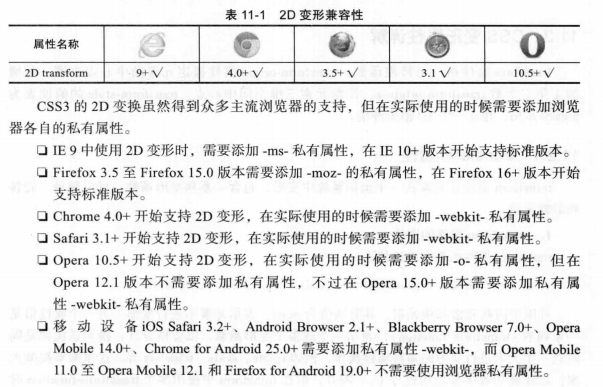 表 11-1 2D 变形兼容性
属性名称
2D transform 9+√ 4.0+√ 3.5+√ 3.1√ 10.5+√
CSS3 的 2D 变换虽然得到众多主流浏览器的支持，但在实际使用的时候需要添加浏览
器各自的私有属性。
❑ IE 9 中使用 2D 变形时，需要添加 -ms- 私有属性，在 IE 10+ 版本开始支持标准版本。
❑ Firefox 3.5 至 Firefox 15.0 版本需要添加 -moz- 的私有属性，在 Firefox 16+ 版本开始
支持标准版本。
❑ Chrome 4.0+ 开始支持 2D 变形，在实际使用的时候需要添加 -webkit- 私有属性。
❑ Safari 3.1+ 开始支持 2D 变形，在实际使用的时候需要添加 -webkit- 私有属性。
❑ Opera 10.5+ 开始支持 2D 变形，在实际使用的时候需要添加 -o- 私有属性，但在
Opera 12.1 版本不需要添加私有属性，不过在 Opera 15.0+ 版本需要添加私有属
性 -webkit- 私有属性。
❑ 移动设备 iOS Safari 3.2+、Android Browser 2.1+、Blackberry Browser 7.0+、Opera
Mobile 14.0+、Chrome for Android 25.0+ 需要添加私有属性 -webkit-，而 Opera Mobile
11.0 至 Opera Mobile 12.1 和 Firefox for Android 19.0+ 不需要使用浏览器私有属性。